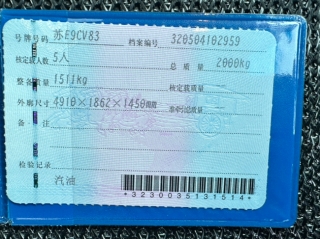 号牌号码 苏E9CV83 档案编号 320504102959
核定载人数 5人 总质量 2000kg
整备质量 1511kg 核定载质量
外廓尺寸 4910×1862×1450mm 准牵引总质量
备注
检验记录
汽油
*3230035131514*